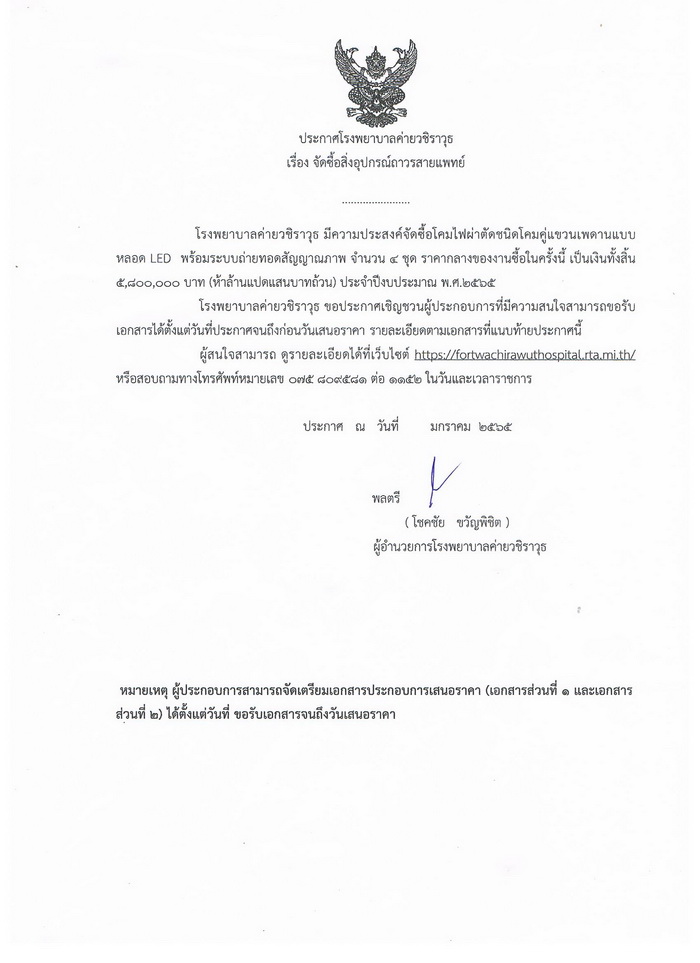 ประกาศโรงพยาบาลค่ายวชิราวุธ
เรื่อง จัดซื้อสิ่งอุปกรณ์ถาวรสายแพทย์
.......................
โรงพยาบาลค่ายวชิราวุธ มีความประสงค์จัดซื้อโคมไฟผ่าตัดชนิดโคมคู่แขวนเพดานแบบ
หลอด LED พร้อมระบบถ่ายทอดสัญญาณภาพ จำนวน ๔ ชุด ราคากลางของงานซื้อในครั้งนี้ เป็นเงินทั้งสิ้น
๕,๘๐๐,๐๐๐ บาท (ห้าล้านแปดแสนบาทถ้วน) ประจำปีงบประมาณ พ.ศ.๒๕๖๕
โรงพยาบาลค่ายวชิราวุธ ขอประกาศเชิญชวนผู้ประกอบการที่มีความสนใจสามารถขอรับ
เอกสารได้ตั้งแต่วันที่ประกาศจนถึงก่อนวันเสนอราคา รายละเอียดตามเอกสารที่แนบท้ายประกาศนี้
ผู้สนใจสามารถ ดูรายละเอียดได้ที่เว็บไซต์ https://fortwachirawuthospital.rta.mi.th/
หรือสอบถามทางโทรศัพท์หมายเลข ๐๗๕ ๘๐๙๕๘๑ ต่อ ๑๑๕๒ ในวันและเวลาราชการ
ประกาศ ณ วันที่ มกราคม ๒๕๖๕
พลตรี
( โชคชัย ขวัญพิชิต )
ผู้อำนวยการโรงพยาบาลค่ายวชิราวุธ
หมายเหตุ ผู้ประกอบการสามารถจัดเตรียมเอกสารประกอบการเสนอราคา (เอกสารส่วนที่ ๑ และเอกสาร
ส่วนที่ ๒) ได้ตั้งแต่วันที่ ขอรับเอกสารจนถึงวันเสนอราคา